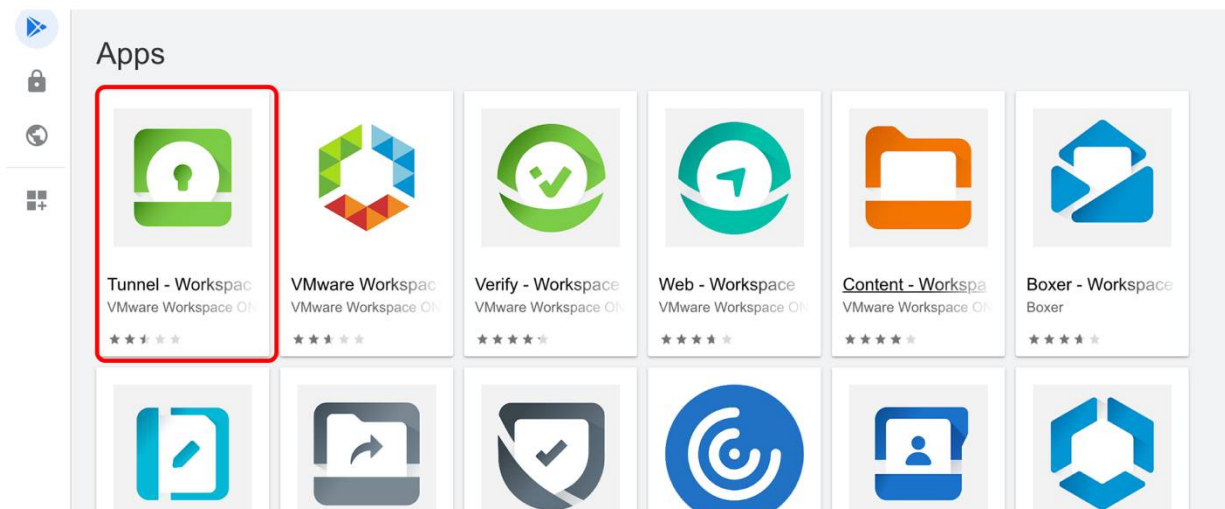 Apps
Tunnel - Workspac
VMware Workspace ON
VMware Workspac
VMware Workspace ON
Verify - Workspace
VMware Workspace ON
Web - Workspace
VMware Workspace ON
Content - Workspa
VMware Workspace ON
Boxer - Workspace
Boxer